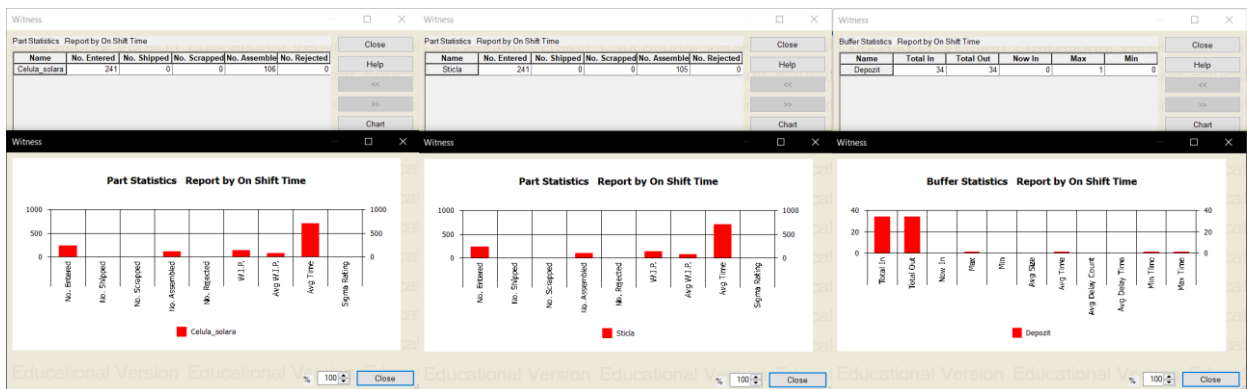 Witness
Part Statistics Report by On Shift Time
Name No. Entered No. Shipped No. Scrapped No. Assemble No. Rejected
Celula_solara 241 0 0 106 0
Close
Help
<<
>>
Chart
Witness
Part Statistics Report by On Shift Time
Name No. Entered No. Shipped No. Scrapped No. Assemble No. Rejected
Sticla 241 0 0 105 0
Close
Help
<<
>>
Chart
Witness
Buffer Statistics Report by On Shift Time
Name Total In Total Out Now In Max Min
Depozit 34 34 0 1 0
Close
Help
<<
>>
Chart
Witness
Part Statistics Report by On Shift Time
1000 1000
500 500
0 0
No. Entered
No. Shipped
No. Scrapped
No. Assembled
No. Rejected
W.I.P.
Avg W.I.P.
Avg Time
Sigma Rating
Celula_solara
Educational Version Educational Version
% 100 Close
Witness
Part Statistics Report by On Shift Time
1000 1000
500 500
0 0
No. Entered
No. Shipped
No. Scrapped
No. Assembled
No. Rejected
W.I.P.
Avg W.I.P.
Avg Time
Sigma Rating
Sticla
Educational Version Educational Version
% 100 Close
Witness
Buffer Statistics Report by On Shift Time
40 40
20 20
0 0
Total In
Total Out
Now In
Max
Min
Avg Size
Avg Time
Avg Delay Count
Avg Delay Time
Min Time
Max Time
Depozit
Educational Version Educational Version
% 100 Close